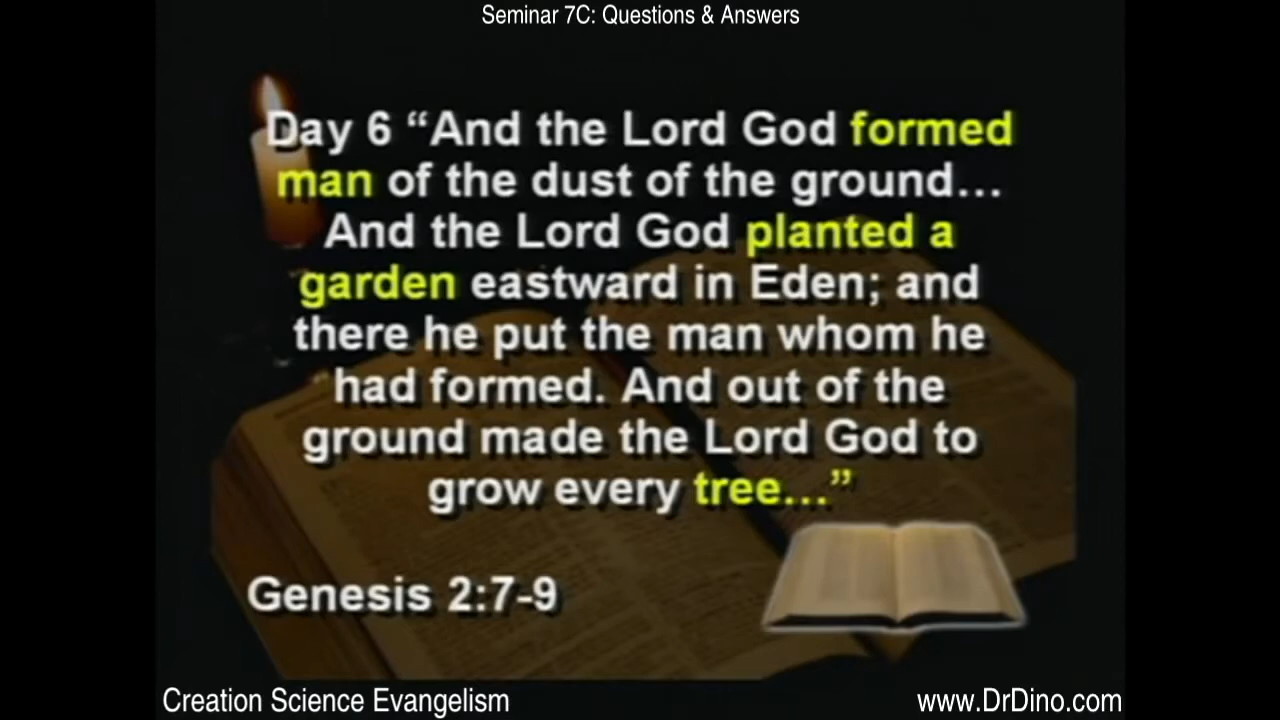 Seminar 7C: Questions & Answers
Day 6 “And the Lord God formed
man of the dust of the ground...
And the Lord God planted a
garden eastward in Eden; and
there he put the man whom he
had formed. And out of the
ground made the Lord God to
grow every tree...”
Genesis 2:7-9
Creation Science Evangelism
www.DrDino.com